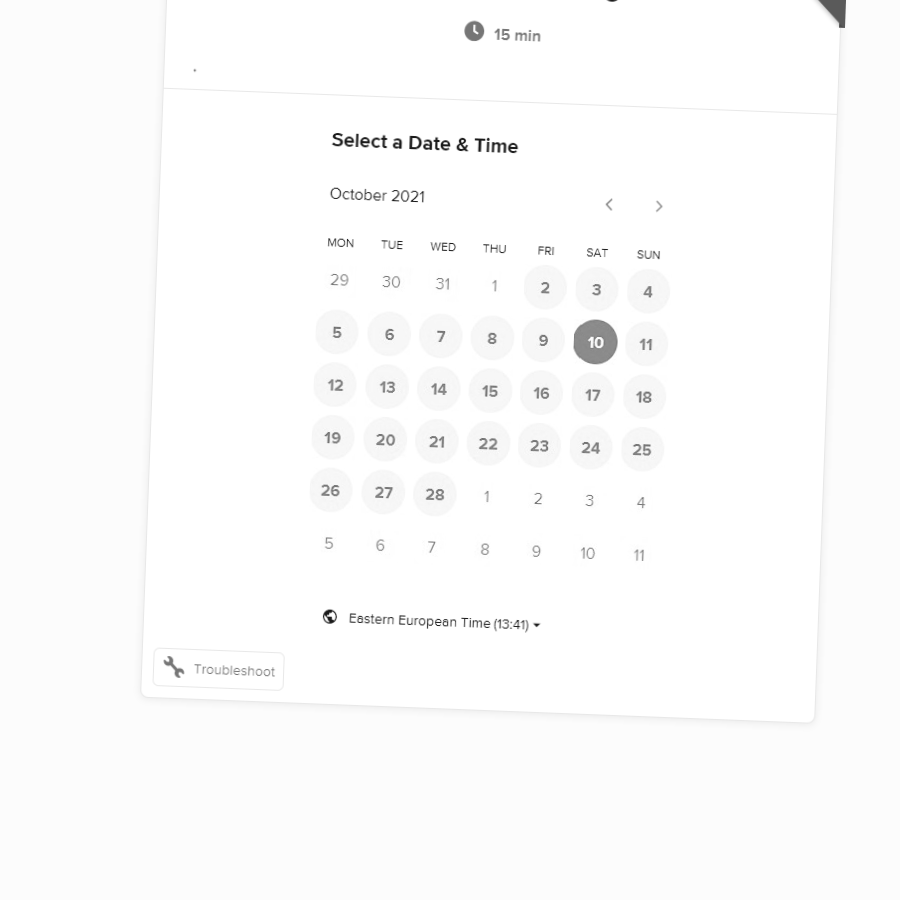 15 min
.
Select a Date & Time
October 2021
MON TUE WED THU FRI SAT SUN
29 30 31 1 2 3 4
5 6 7 8 9 10 11
12 13 14 15 16 17 18
19 20 21 22 23 24 25
26 27 28 1 2 3 4
5 6 7 8 9 10 11
Eastern European Time (13:41)
Troubleshoot